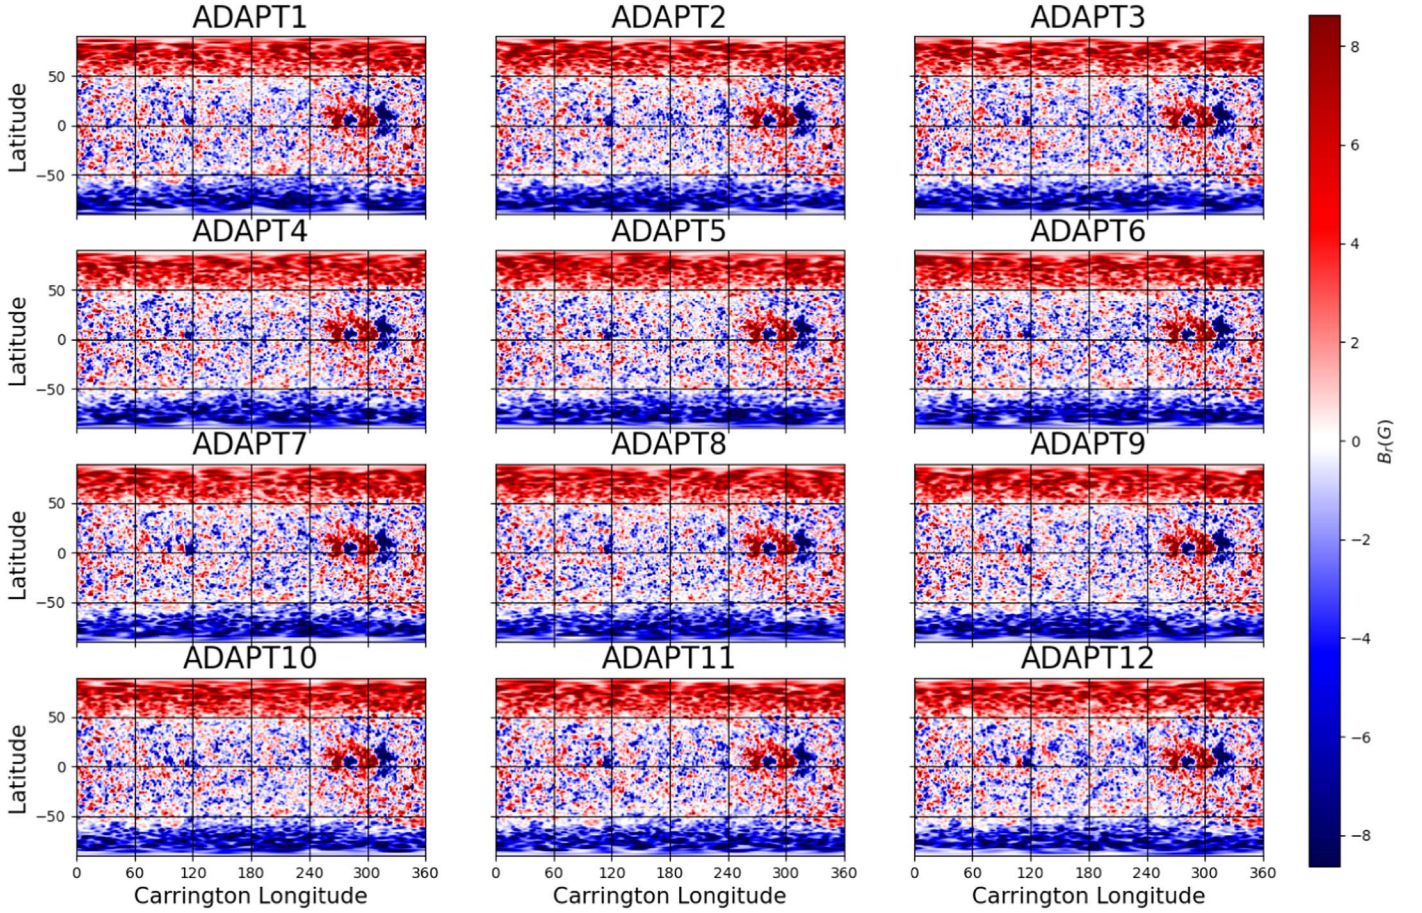 ADAPT1 ADAPT2 ADAPT3
Latitude
50
0
−50
8
6
ADAPT4 ADAPT5 ADAPT6
Latitude
50
0
−50
4
2
ADAPT7 ADAPT8 ADAPT9
Latitude
50
0
−50
0
Br(G)
−2
−4
ADAPT10 ADAPT11 ADAPT12
Latitude
50
0
−50
−6
−8
0 60 120 180 240 300 360 0 60 120 180 240 300 360 0 60 120 180 240 300 360
Carrington Longitude Carrington Longitude Carrington Longitude